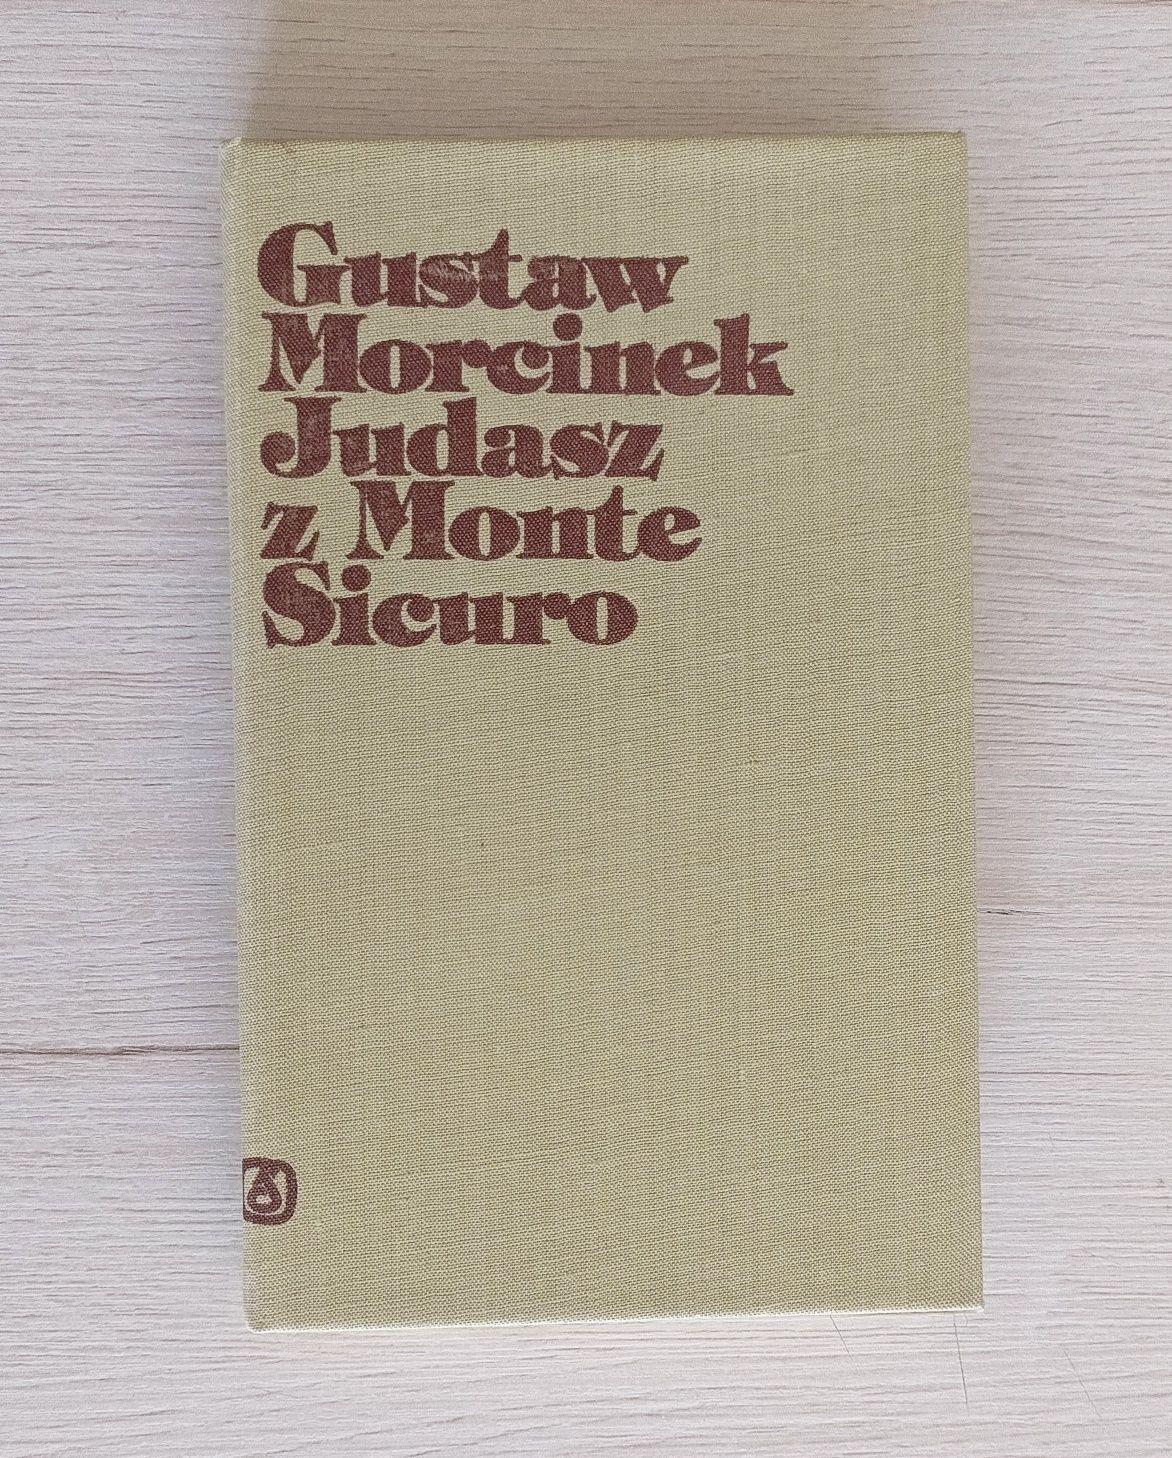 Gustaw
Morcinek
Judasz
z Monte
Sicuro